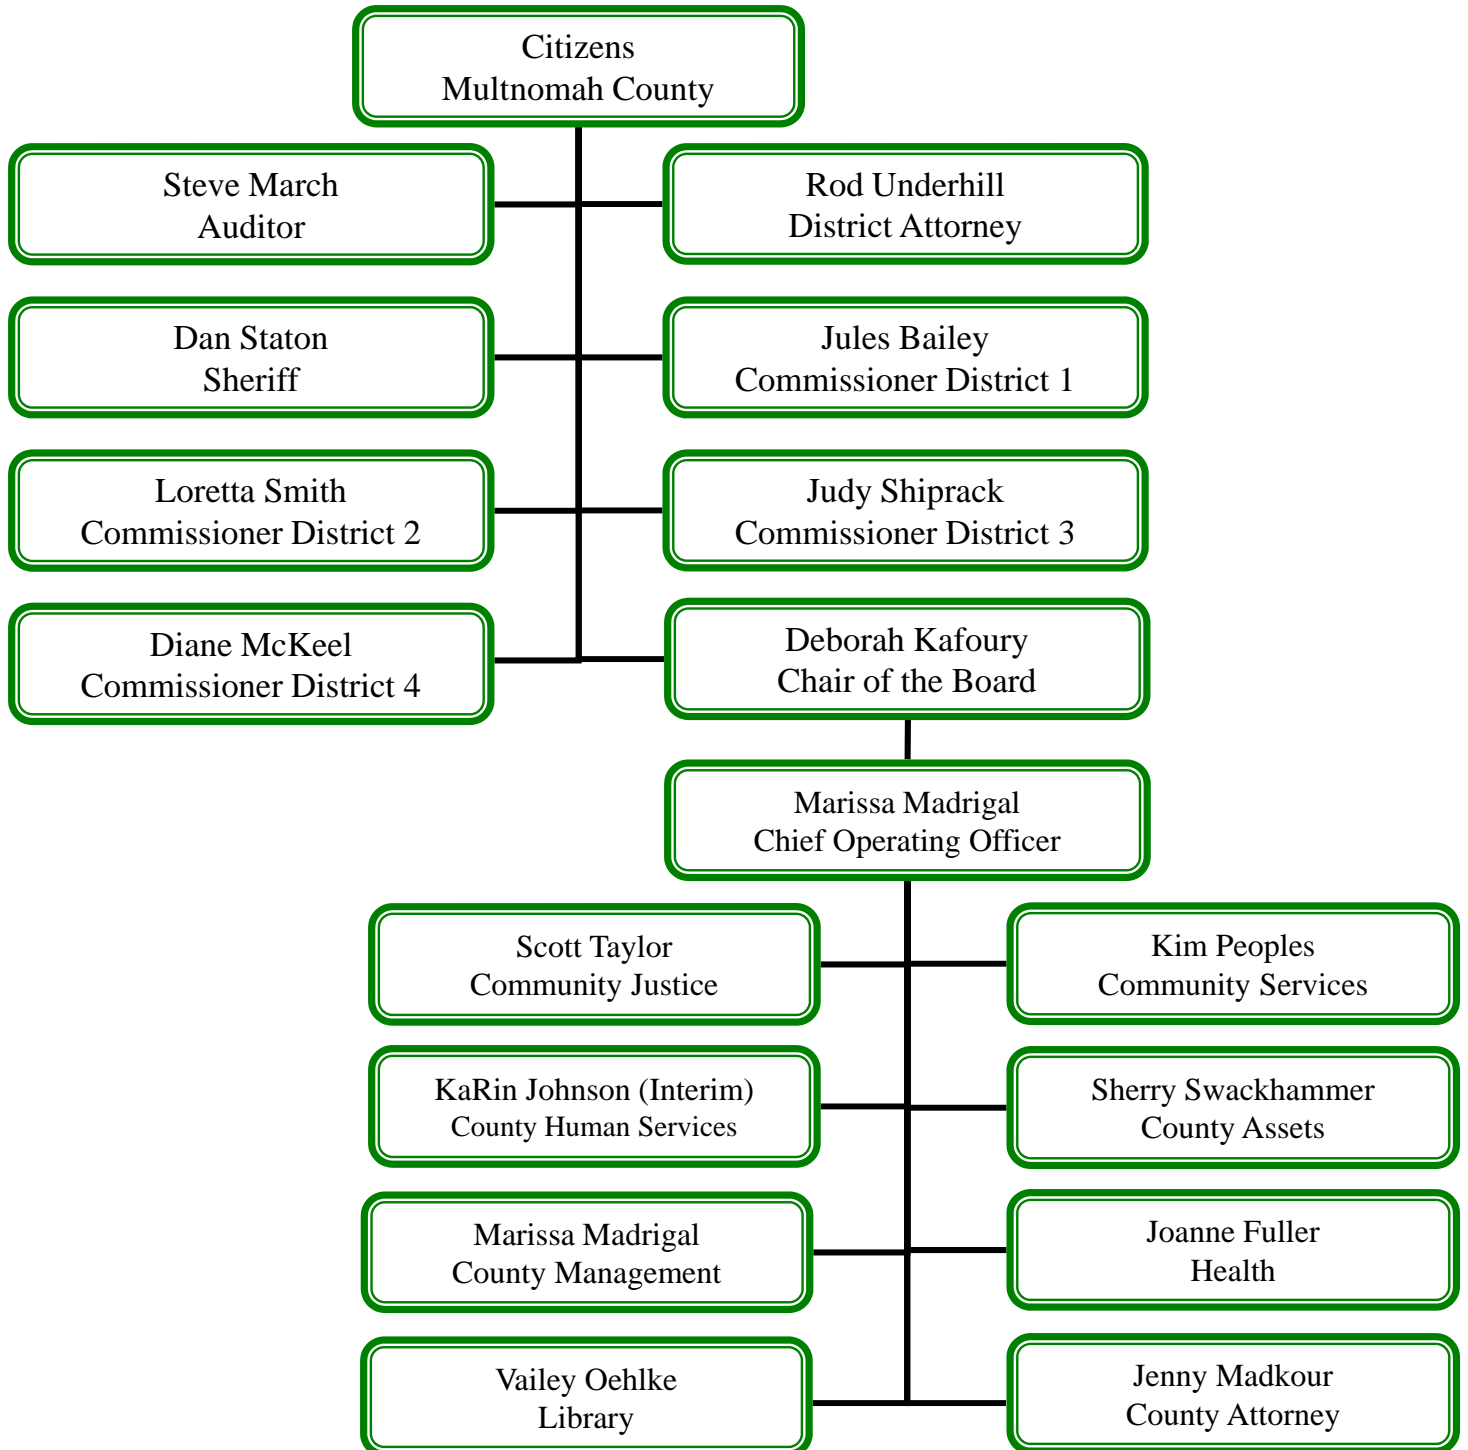 Citizens
Multnomah County
Steve March
Auditor
Rod Underhill
District Attorney
Dan Staton
Sheriff
Jules Bailey
Commissioner District 1
Loretta Smith
Commissioner District 2
Judy Shiprack
Commissioner District 3
Diane McKeel
Commissioner District 4
Deborah Kafoury
Chair of the Board
Marissa Madrigal
Chief Operating Officer
Scott Taylor
Community Justice
Kim Peoples
Community Services
KaRin Johnson (Interim)
County Human Services
Sherry Swackhammer
County Assets
Marissa Madrigal
County Management
Joanne Fuller
Health
Vailey Oehlke
Library
Jenny Madkour
County Attorney